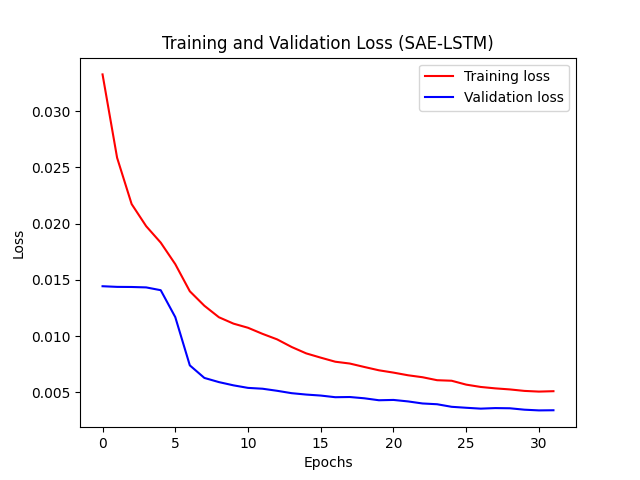 Training and Validation Loss (SAE-LSTM)
Training loss
Validation loss
0.030
0.025
0.020
0.015
0.010
0.005
Loss
0 5 10 15 20 25 30
Epochs